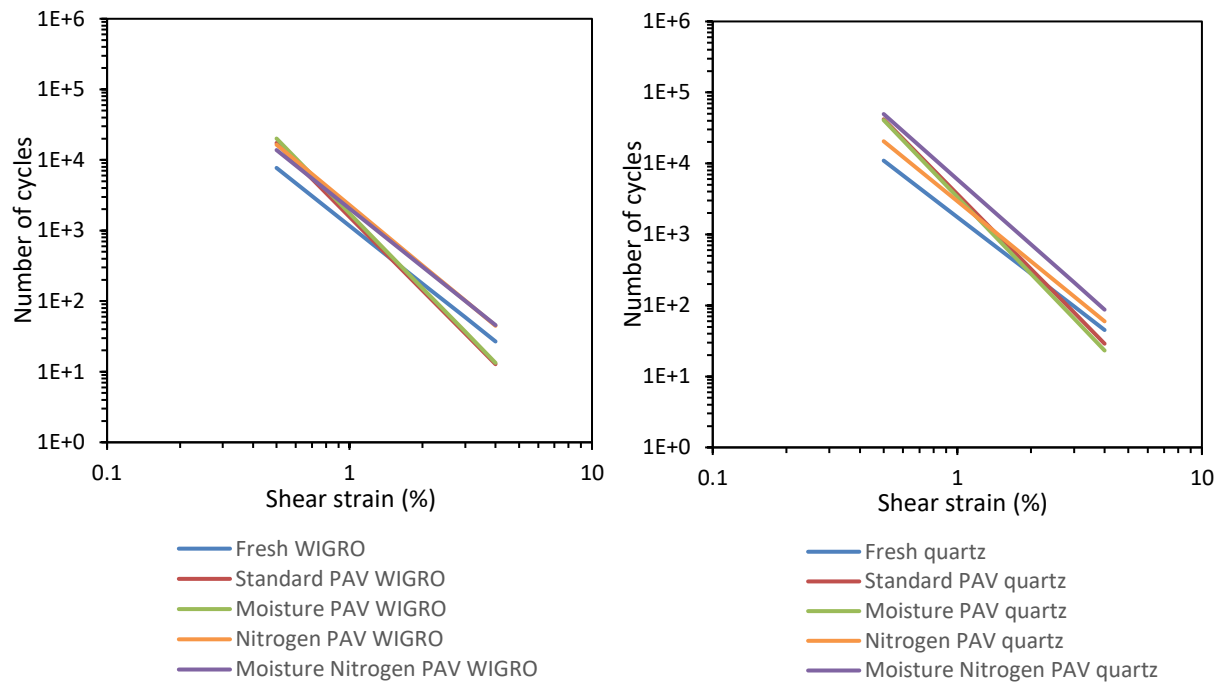 1E+6
1E+5
1E+4
1E+3
1E+2
1E+1
1E+0
Number of cycles
0.1
1
10
Shear strain (%)
Fresh WIGRO
Standard PAV WIGRO
Moisture PAV WIGRO
Nitrogen PAV WIGRO
Moisture Nitrogen PAV WIGRO
1E+6
1E+5
1E+4
1E+3
1E+2
1E+1
1E+0
Number of cycles
0.1
1
10
Shear strain (%)
Fresh quartz
Standard PAV quartz
Moisture PAV quartz
Nitrogen PAV quartz
Moisture Nitrogen PAV quartz